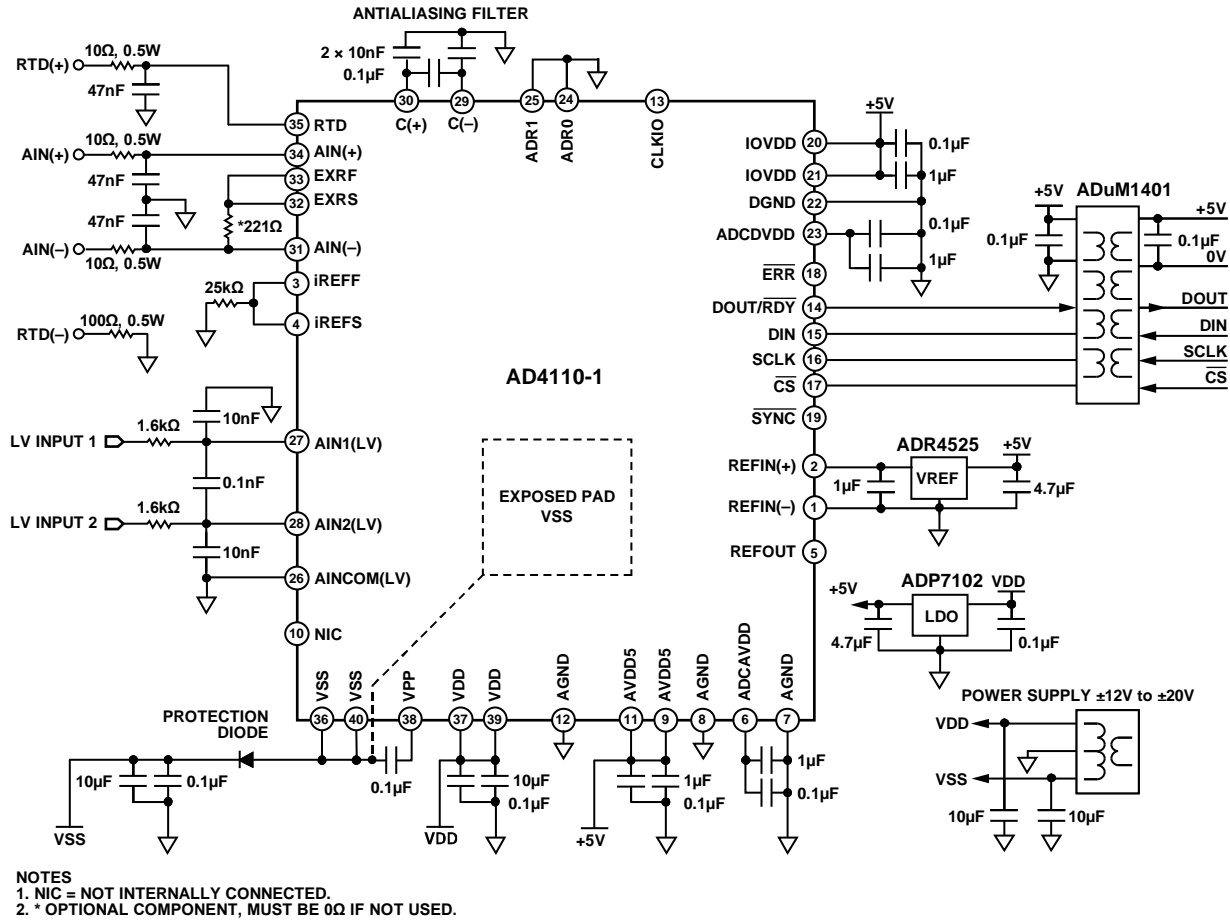 ANTIALIASING FILTER
10Ω, 0.5W
RTD(+)
47nF
2 × 10nF
0.1µF
30
29
25
24
13
C(+)
C(–)
ADR1
ADR0
CLKIO
35 RTD
10Ω, 0.5W
AIN(+)
34 AIN(+)
47nF
33 EXRF
32 EXRS
47nF
*221Ω
AIN(–)
31 AIN(–)
10Ω, 0.5W
25kΩ
3 iREFF
4 iREFS
100Ω, 0.5W
RTD(–)
10nF
1.6kΩ
LV INPUT 1
27 AIN1(LV)
0.1nF
1.6kΩ
LV INPUT 2
28 AIN2(LV)
10nF
26 AINCOM(LV)
10 NIC
AD4110-1
EXPOSED PAD
VSS
+5V
IOVDD 20
0.1µF
IOVDD 21
1µF
DGND 22
ADCDVDD 23
0.1µF
1µF
ERR 18
DOUT/RDY 14
DIN 15
SCLK 16
CS 17
SYNC 19
ADuM1401
+5V
+5V
0.1µF
0.1µF
0V
DOUT
DIN
SCLK
CS
REFIN(+) 2
REFIN(–) 1
REFOUT 5
ADR4525
+5V
1µF
VREF
4.7µF
ADP7102
+5V
VDD
LDO
4.7µF
0.1µF
POWER SUPPLY ±12V to ±20V
VDD
VSS
10µF
10µF
VSS
VSS
VPP
VDD
VDD
AGND
AVDD5
AVDD5
AGND
ADCAVDD
AGND
36
40
38
37
39
12
11
9
8
6
7
PROTECTION
DIODE
10µF
0.1µF
VSS
0.1µF
10µF
0.1µF
VDD
1µF
0.1µF
+5V
1µF
0.1µF
NOTES
1. NIC = NOT INTERNALLY CONNECTED.
2. * OPTIONAL COMPONENT, MUST BE 0Ω IF NOT USED.